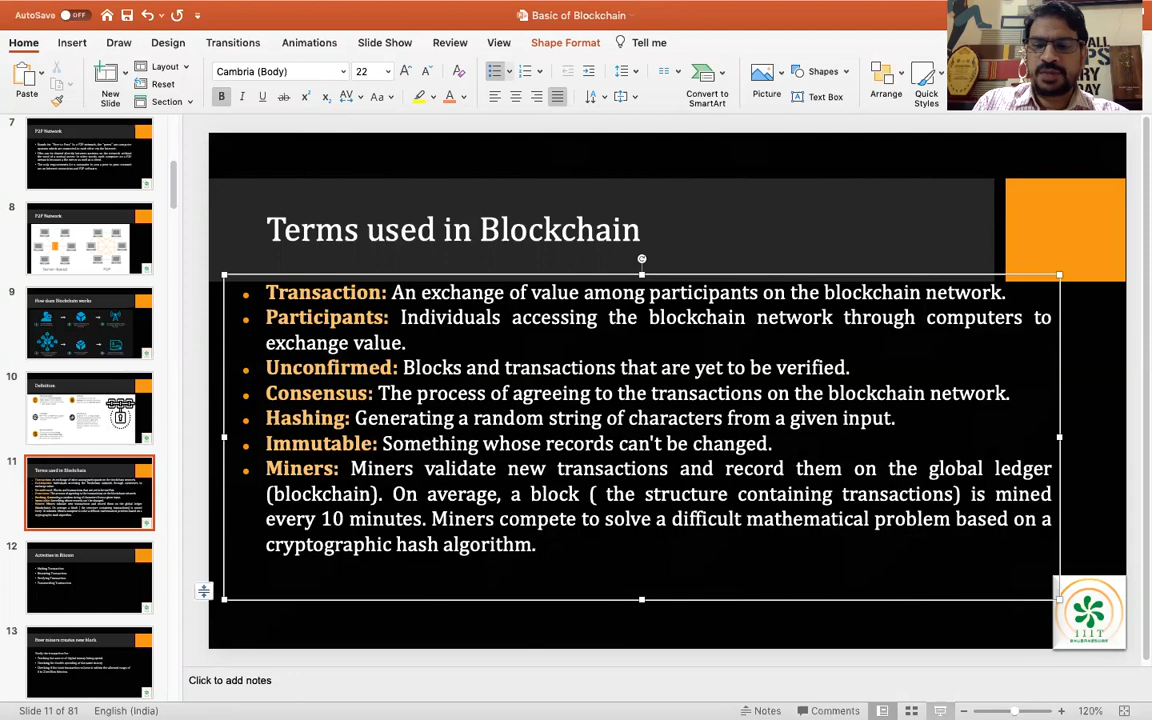 AutoSave OFF
Basic of Blockchain
Home Insert Draw Design Transitions Animations Slide Show Review View Shape Format Tell me
Paste
New Slide
Layout
Reset
Section
Cambria (Body) 22
Convert to SmartArt
Picture
Shapes
Text Box
Arrange
Quick Styles
7
P2P Network
8
P2P Network
9
How does Blockchain works
10
Definition
11
Terms used in Blockchain
12
Activities in Bitcoin
13
How miners creates new block
Terms used in Blockchain
Transaction: An exchange of value among participants on the blockchain network.
Participants: Individuals accessing the blockchain network through computers to
exchange value.
Unconfirmed: Blocks and transactions that are yet to be verified.
Consensus: The process of agreeing to the transactions on the blockchain network.
Hashing: Generating a random string of characters from a given input.
Immutable: Something whose records can't be changed.
Miners: Miners validate new transactions and record them on the global ledger
(blockchain). On average, a block ( the structure containing transactions) is mined
every 10 minutes. Miners compete to solve a difficult mathematical problem based on a
cryptographic hash algorithm.
IIIT
BHUBANESWAR
Click to add notes
Slide 11 of 81 English (India) Notes Comments 120%